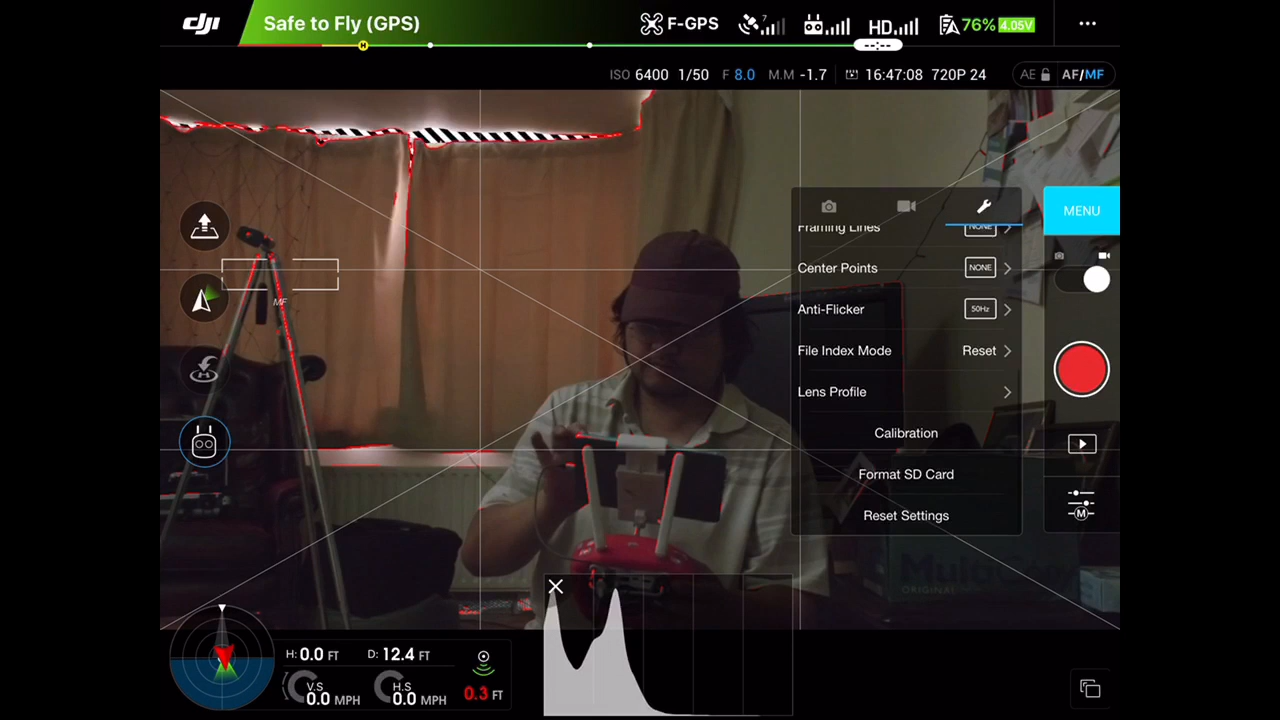 dji Safe to Fly (GPS) F-GPS 7 HD 76% 4.05V •••
H --:--
ISO 6400 1/50 F 8.0 M.M -1.7 16:47:08 720P 24 AE AF/MF
MENU
Framing Lines NONE
Center Points NONE
MF
Anti-Flicker 50Hz
File Index Mode Reset
H
Lens Profile
Calibration
Format SD Card
Reset Settings
M
MultiCam
ORIGINAL
H: 0.0 FT D: 12.4 FT
V.S 0.0 MPH H.S 0.0 MPH 0.3 FT